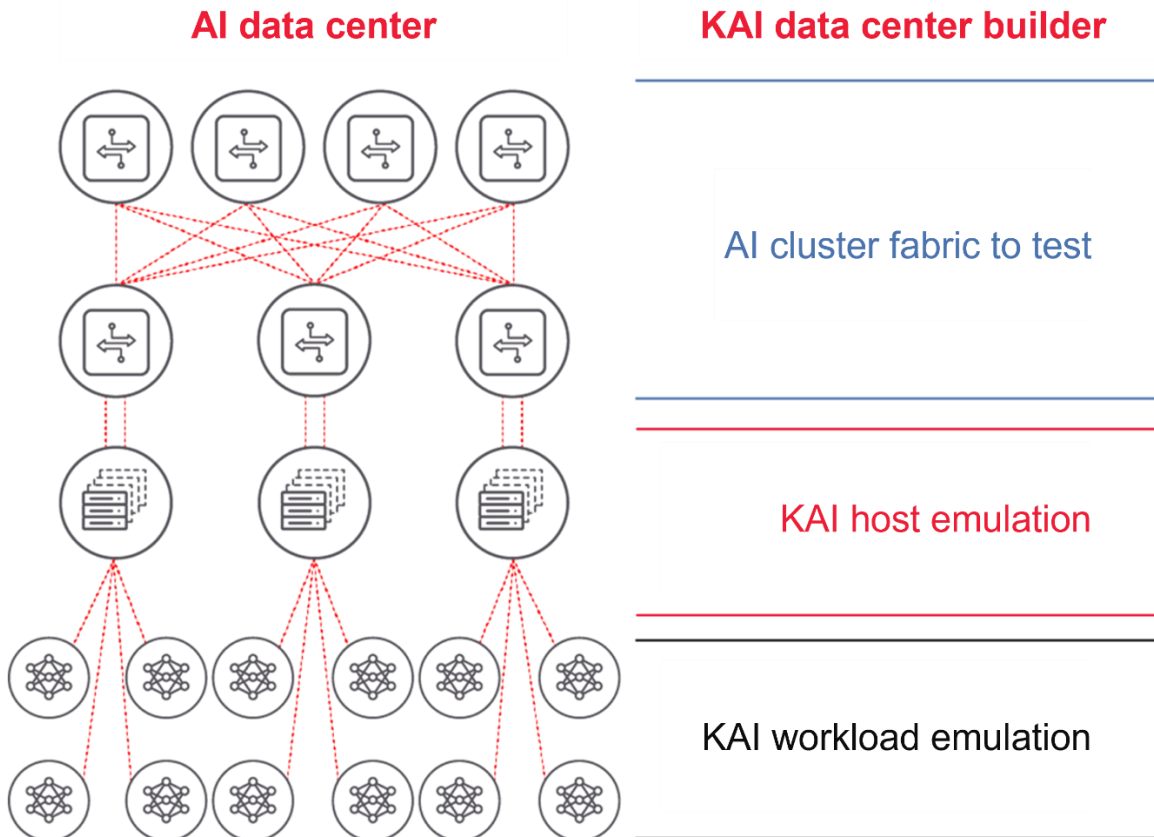 AI data center
KAI data center builder
AI cluster fabric to test
KAI host emulation
KAI workload emulation